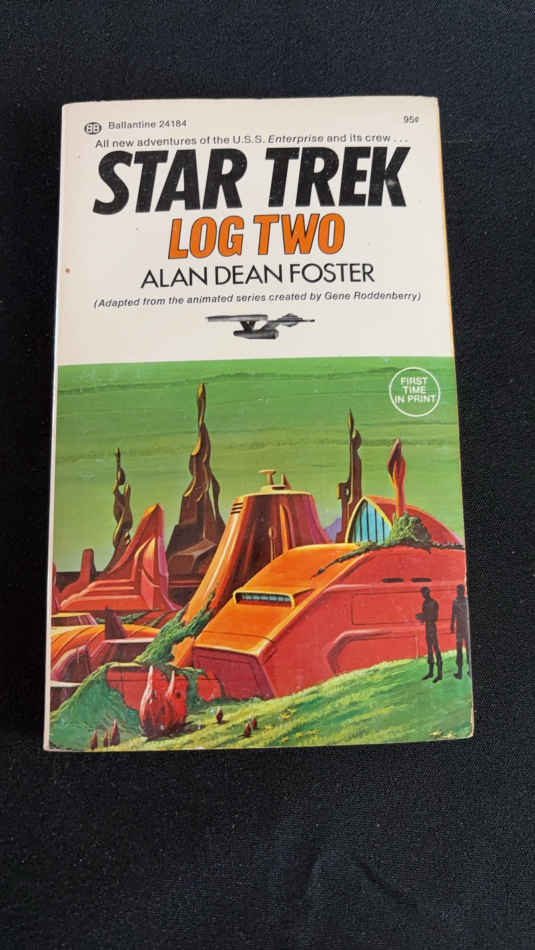 BB Ballantine 24184 95¢
All new adventures of the U.S.S. Enterprise and its crew . . .
STAR TREK
LOG TWO
ALAN DEAN FOSTER
(Adapted from the animated series created by Gene Roddenberry)
FIRST
TIME
IN PRINT